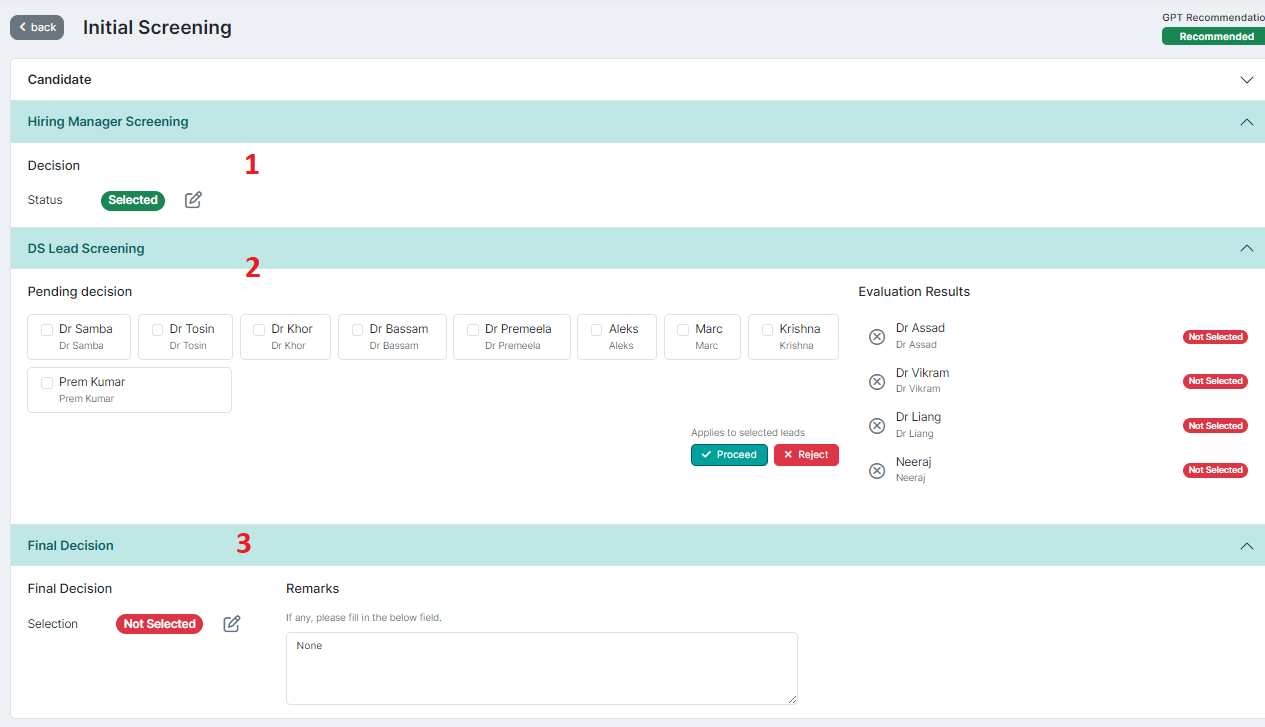 back
Initial Screening
GPT Recommendatio
Recommended
Candidate
Hiring Manager Screening
1
Decision
Status
Selected
DS Lead Screening
2
Pending decision
Dr Samba
Dr Samba
Dr Tosin
Dr Tosin
Dr Khor
Dr Khor
Dr Bassam
Dr Bassam
Dr Premeela
Dr Premeela
Aleks
Aleks
Marc
Marc
Krishna
Krishna
Prem Kumar
Prem Kumar
Applies to selected leads
Proceed
Reject
Evaluation Results
Dr Assad
Dr Assad
Not Selected
Dr Vikram
Dr Vikram
Not Selected
Dr Liang
Dr Liang
Not Selected
Neeraj
Neeraj
Not Selected
Final Decision
3
Final Decision
Selection
Not Selected
Remarks
If any, please fill in the below field.
None